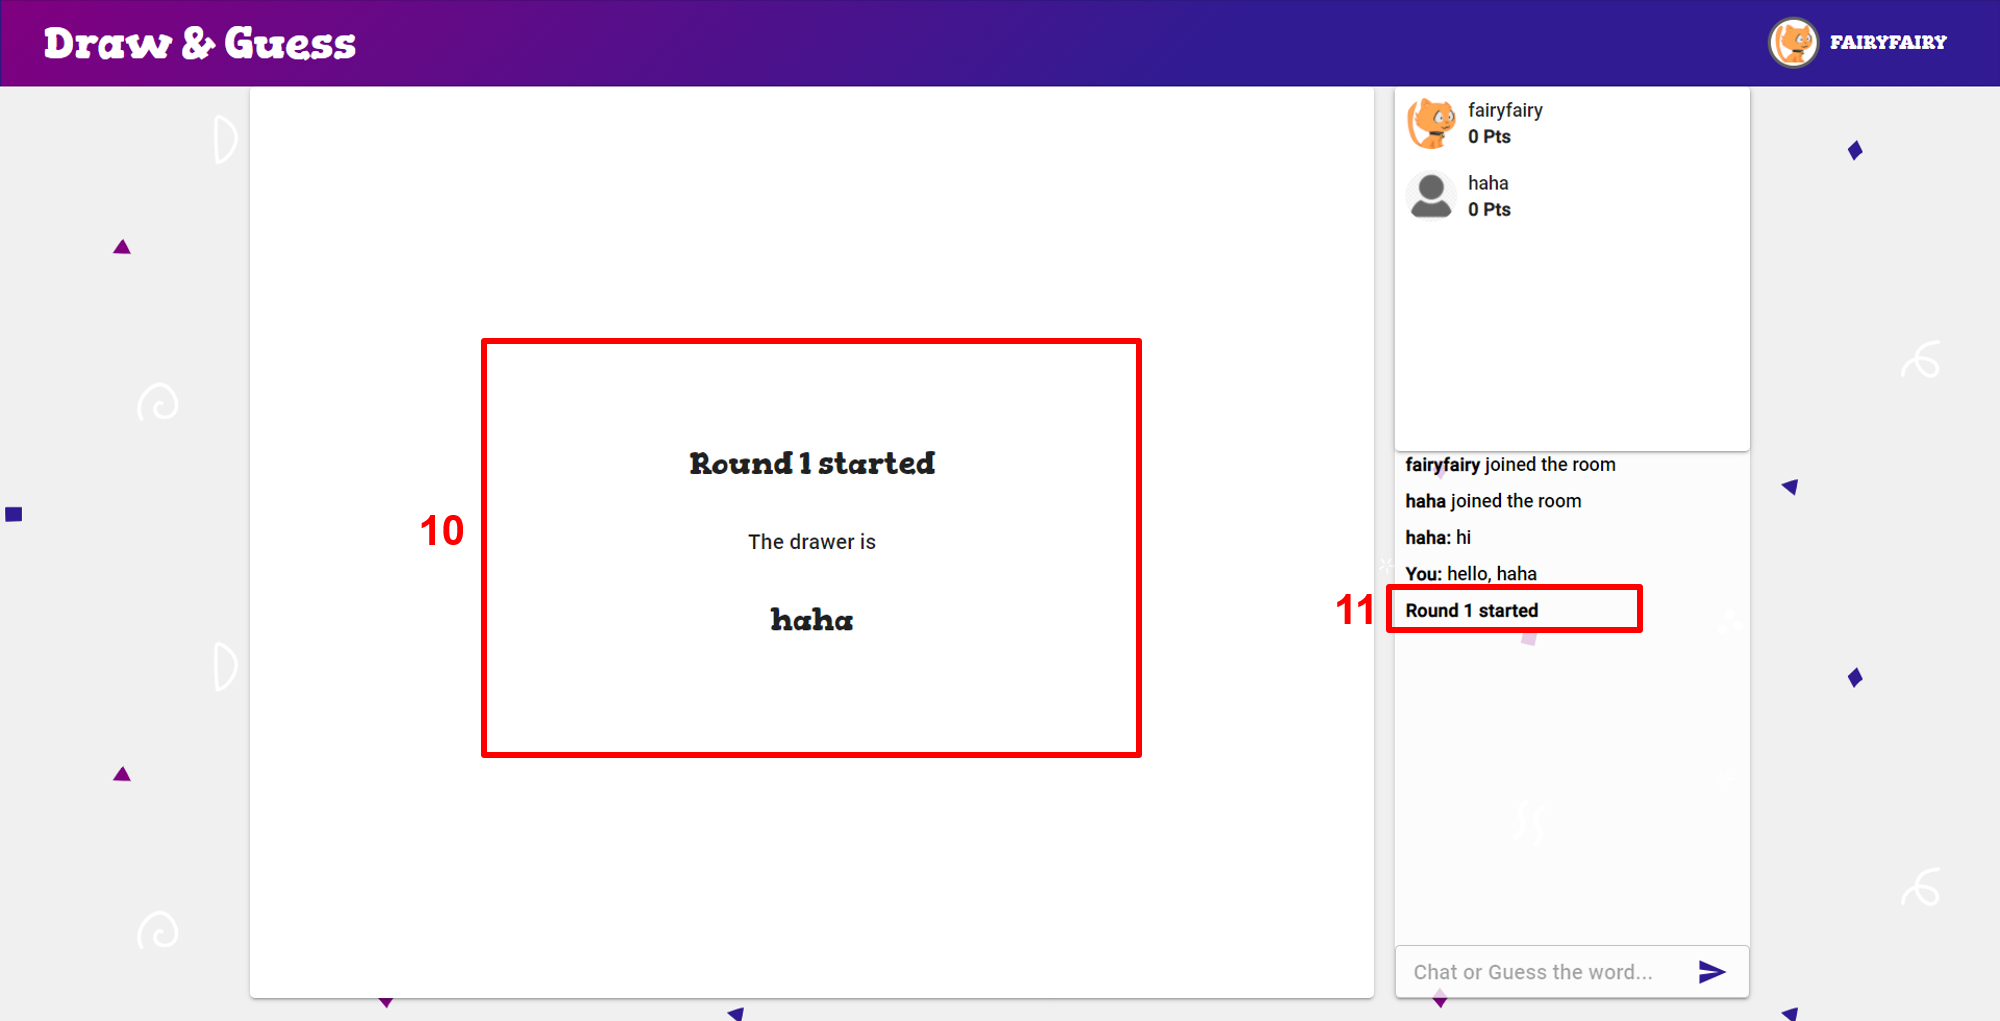 Draw & Guess
FAIRYFAIRY
fairyfairy
0 Pts
haha
0 Pts
10
Round 1 started
The drawer is
haha
fairyfairy joined the room
haha joined the room
haha: hi
You: hello, haha
11
Round 1 started
Chat or Guess the word...